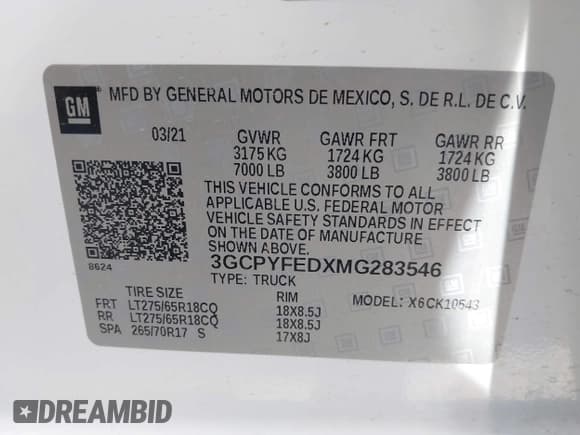 GM
®
MFD BY GENERAL MOTORS DE MEXICO, S. DE R.L. DE C.V.
03/21 GVWR GAWR FRT GAWR RR
3175 KG 1724 KG 1724 KG
7000 LB 3800 LB 3800 LB
THIS VEHICLE CONFORMS TO ALL
APPLICABLE U.S. FEDERAL MOTOR
VEHICLE SAFETY STANDARDS IN EFFECT
ON THE DATE OF MANUFACTURE
SHOWN ABOVE.
8624
3GCPYFEDXMG283546
TYPE: TRUCK
TIRE SIZE RIM MODEL: X6CK10543
FRT LT275/65R18CQ 18X8.5J
RR LT275/65R18CQ 18X8.5J
SPA 265/70R17 S 17X8J
#DREAMBID